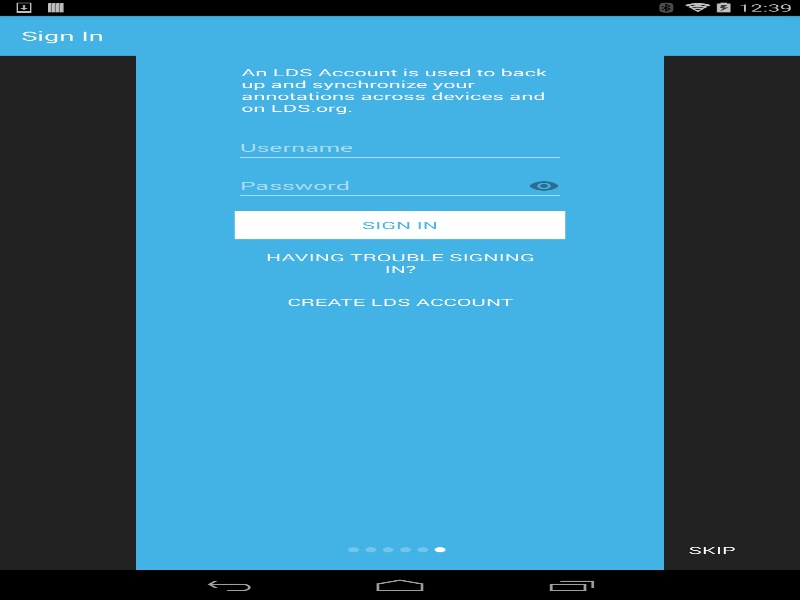 12:39
Sign In
An LDS Account is used to back
up and synchronize your
annotations across devices and
on LDS.org.
Username
Password
SIGN IN
HAVING TROUBLE SIGNING
IN?
CREATE LDS ACCOUNT
SKIP